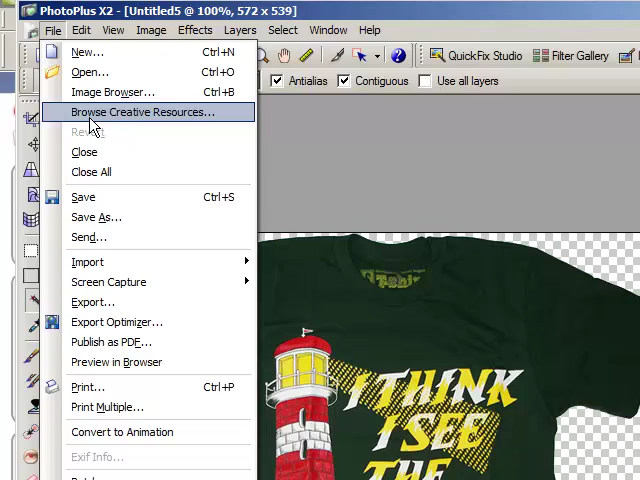 PhotoPlus X2 - [Untitled5 @ 100%, 572 x 539]
File Edit View Image Effects Layers Select Window Help
New... Ctrl+N QuickFix Studio Filter Gallery
Open... Ctrl+O Antialias Contiguous Use all layers
Image Browser... Ctrl+B
Browse Creative Resources...
Close
Close All
Save Ctrl+S
Save As...
Send...
Import
Screen Capture
Export...
Export Optimizer...
Publish as PDF...
Preview in Browser
Print... Ctrl+P
Print Multiple...
Convert to Animation
Exif Info...
I THINK
I SEE
THE